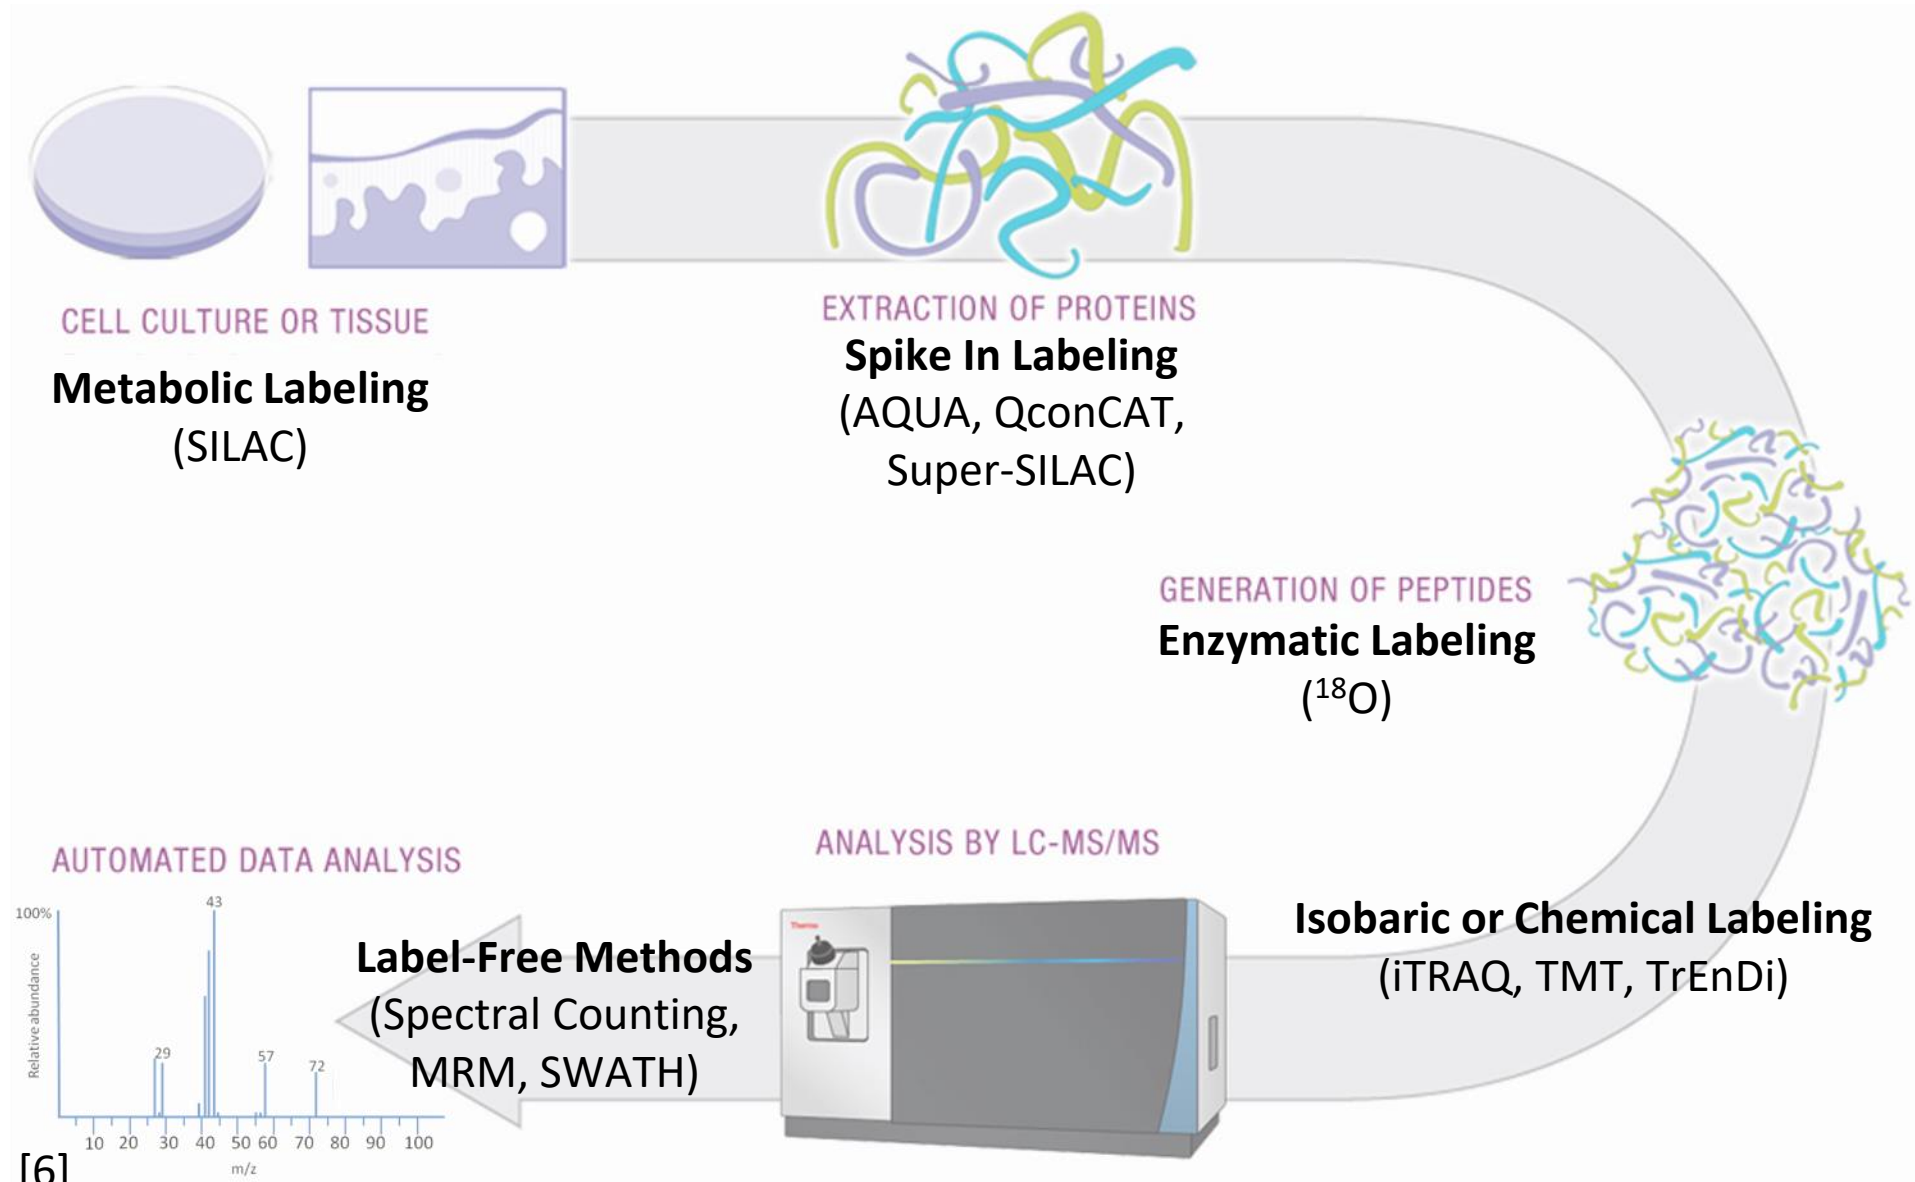 CELL CULTURE OR TISSUE
Metabolic Labeling
(SILAC)
EXTRACTION OF PROTEINS
Spike In Labeling
(AQUA, QconCAT,
Super-SILAC)
GENERATION OF PEPTIDES
Enzymatic Labeling
(¹⁸O)
Isobaric or Chemical Labeling
(iTRAQ, TMT, TrEnDi)
ANALYSIS BY LC-MS/MS
Thermo
Label-Free Methods
(Spectral Counting,
MRM, SWATH)
AUTOMATED DATA ANALYSIS
43
100%
Relative abundance
29
57
72
10 20 30 40 50 60 70 80 90 100
m/z
[6]